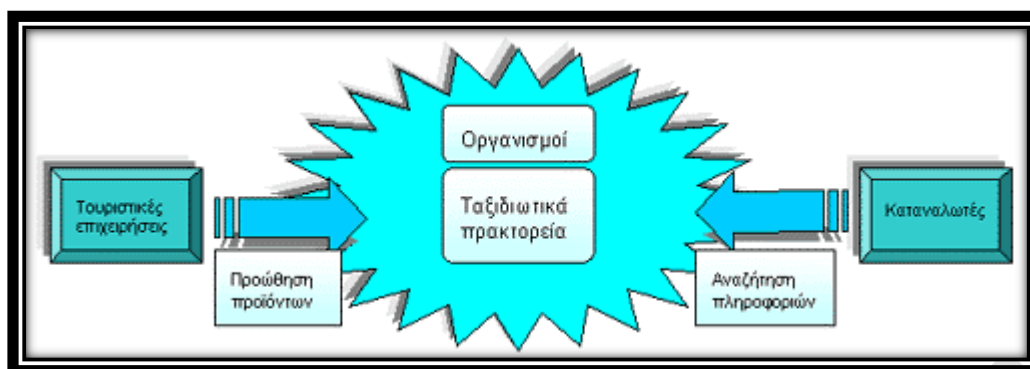 Οργανισμοί
Ταξιδιωτικά
πρακτορεία
Τουριστικές
επιχειρήσεις
Καταναλωτές
Προώθηση
προϊόντων
Αναζήτηση
πληροφοριών